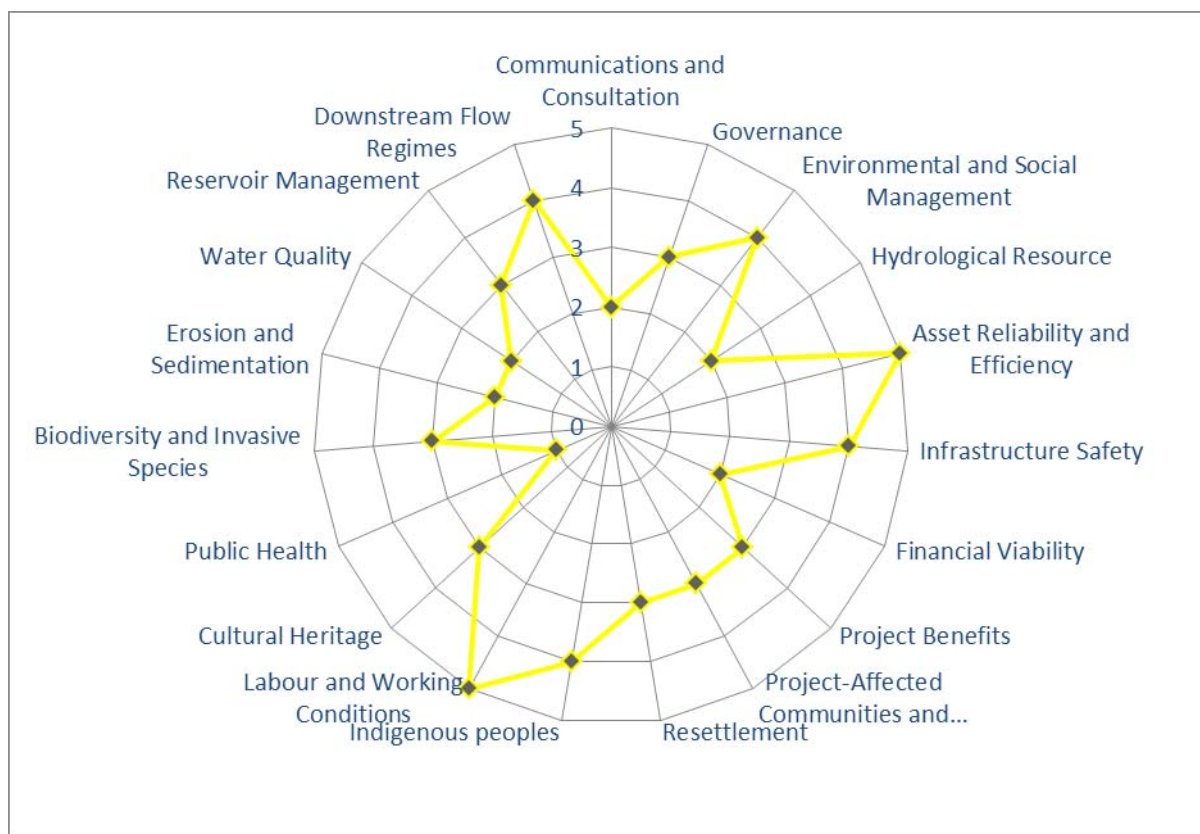 Communications and
Consultation
Governance
Environmental and Social
Management
Hydrological Resource
Asset Reliability and
Efficiency
Infrastructure Safety
Financial Viability
Project Benefits
Project-Affected
Communities and...
Resettlement
Indigenous peoples
Labour and Working
Conditions
Cultural Heritage
Public Health
Biodiversity and Invasive
Species
Erosion and
Sedimentation
Water Quality
Reservoir Management
Downstream Flow
Regimes
5
4
3
2
1
0